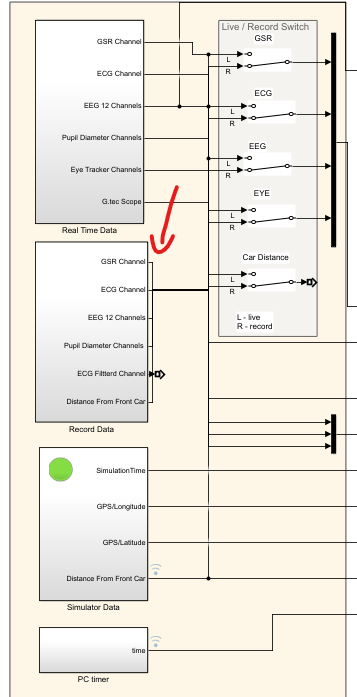 Live / Record Switch
GSR
GSR Channel
L
R
ECG Channel
ECG
EEG 12 Channels
L
R
Pupil Diameter Channels
EEG
Eye Tracker Channels
L
R
G.tec Scope
EYE
L
R
Real Time Data
GSR Channel
Car Distance
L
R
ECG Channel
EEG 12 Channels
L - live
R - record
Pupil Diameter Channels
ECG Filtterd Channel
Distance From Front Car
Record Data
SimulationTime
GPS/Longitude
GPS/Latitude
Distance From Front Car
Simulator Data
time
PC timer